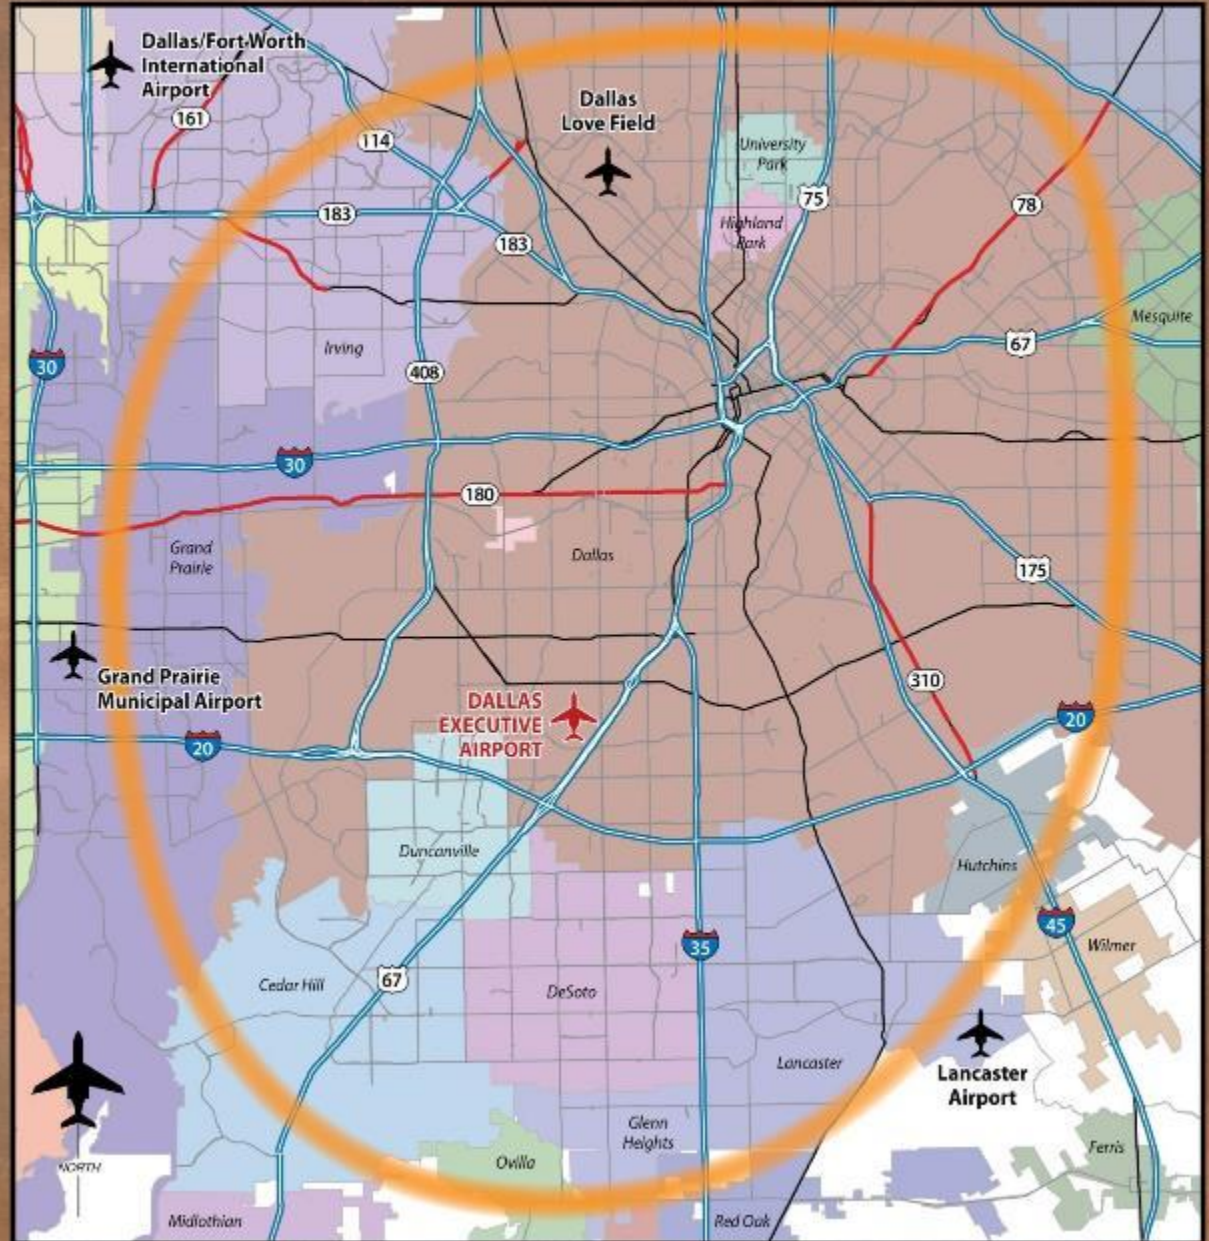 Dallas/Fort Worth
International
Airport
161
114
Dallas
Love Field
University
Park
75
78
183
183
Highland
Park
Mesquite
67
30
Irving
408
30
180
Grand
Prairie
Dallas
175
Grand Prairie
Municipal Airport
310
DALLAS
EXECUTIVE
AIRPORT
20
20
Duncanville
Hutchins
45
Wilmer
35
67
Cedar Hill
DeSoto
Lancaster
Lancaster
Airport
Glenn
Heights
Ovilla
Ferris
NORTH
Midlothian
Red Oak